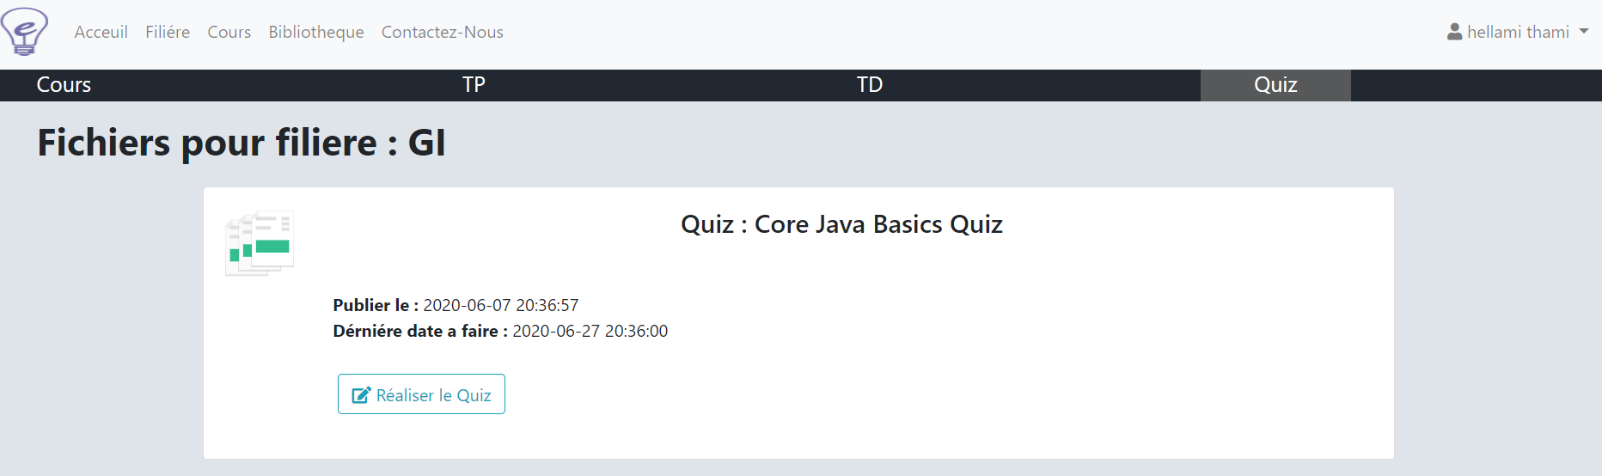 e
Acceuil Filiére Cours Bibliotheque Contactez-Nous hellami thami
Cours TP TD Quiz
Fichiers pour filiere : GI
Quiz : Core Java Basics Quiz
Publier le : 2020-06-07 20:36:57
Dérniére date a faire : 2020-06-27 20:36:00
Réaliser le Quiz